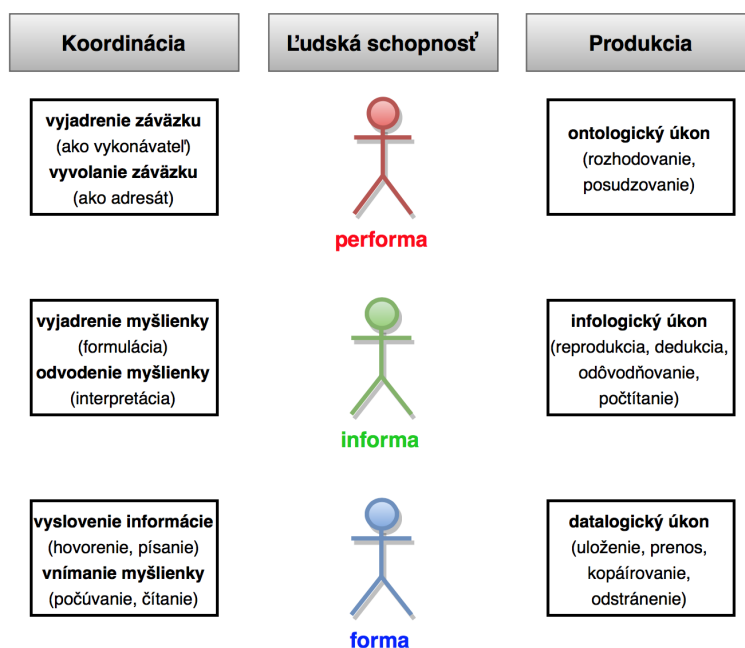 Koordinácia
Ľudská schopnosť
Produkcia
vyjadrenie záväzku
(ako vykonávateľ)
vyvolanie záväzku
(ako adresát)
performa
ontologický úkon
(rozhodovanie,
posudzovanie)
vyjadrenie myšlienky
(formulácia)
odvodenie myšlienky
(interpretácia)
informa
infologický úkon
(reprodukcia, dedukcia,
odôvodňovanie,
počtítanie)
vyslovenie informácie
(hovorenie, písanie)
vnímanie myšlienky
(počúvanie, čítanie)
forma
datalogický úkon
(uloženie, prenos,
kopáírovanie,
odstránenie)